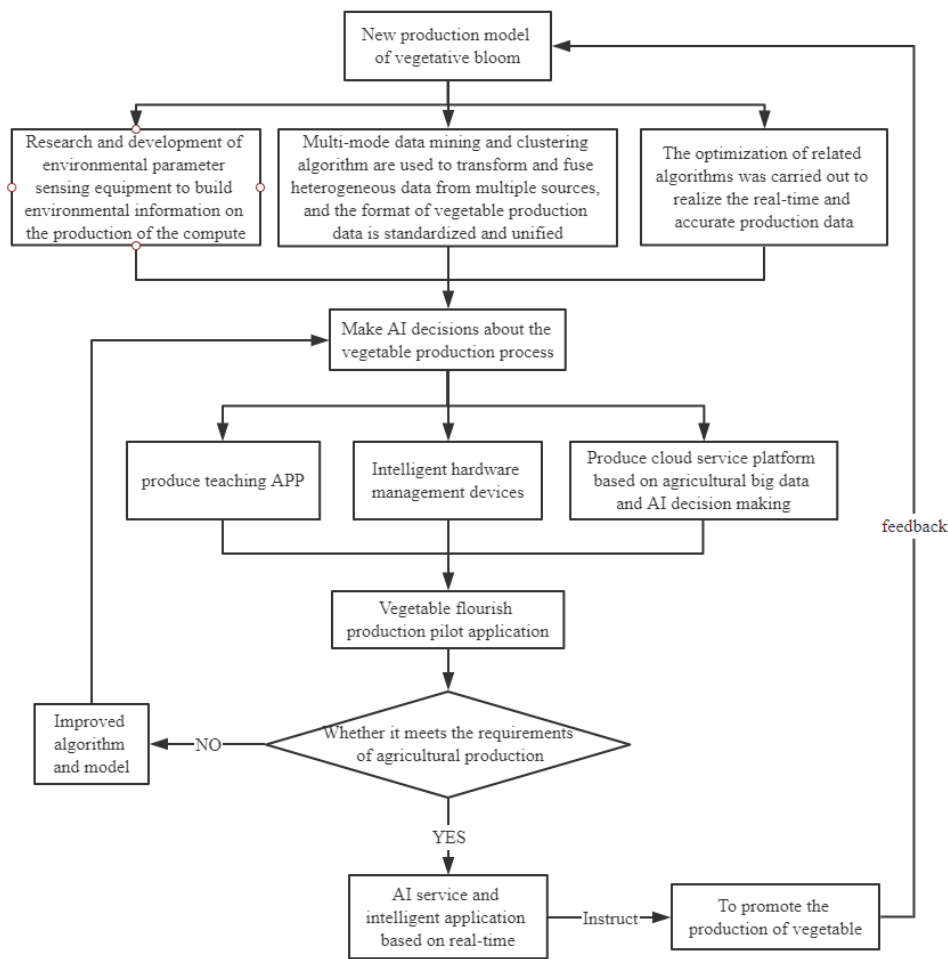 New production model
of vegetative bloom
Research and development of
environmental parameter
sensing equipment to build
environmental information on
the production of the compute
Multi-mode data mining and clustering
algorithm are used to transform and fuse
heterogeneous data from multiple sources,
and the format of vegetable production
data is standardized and unified
The optimization of related
algorithms was carried out to
realize the real-time and
accurate production data
Make AI decisions about the
vegetable production process
produce teaching APP
Intelligent hardware
management devices
Produce cloud service platform
based on agricultural big data
and AI decision making
feedback
Vegetable flourish
production pilot application
Improved
algorithm
and model
NO
Whether it meets the requirements
of agricultural production
YES
AI service and
intelligent application
based on real-time
Instruct
To promote the
production of vegetable